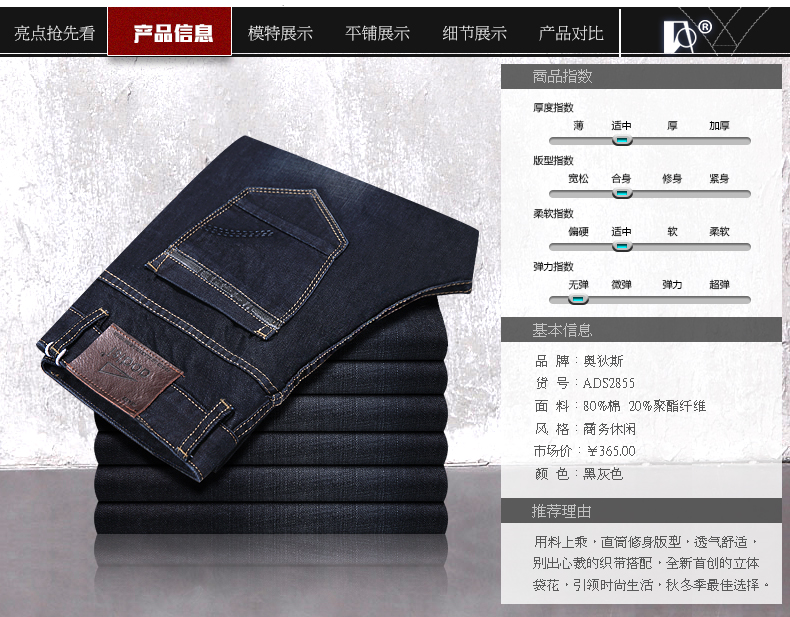 亮点抢先看 产品信息 模特展示 平铺展示 细节展示 产品对比 ®
商品指数
厚度指数
薄 适中 厚 加厚
版型指数
宽松 合身 修身 紧身
柔软指数
偏硬 适中 软 柔软
弹力指数
无弹 微弹 弹力 超弹
基本信息
品 牌：奥狄斯
货 号：ADS2855
面 料：80%棉 20%聚酯纤维
风 格：商务休闲
市场价：￥365.00
颜 色：黑灰色
推荐理由
用料上乘，直筒修身版型，透气舒适，
别出心裁的织带搭配，全新首创的立体
袋花，引领时尚生活，秋冬季最佳选择。